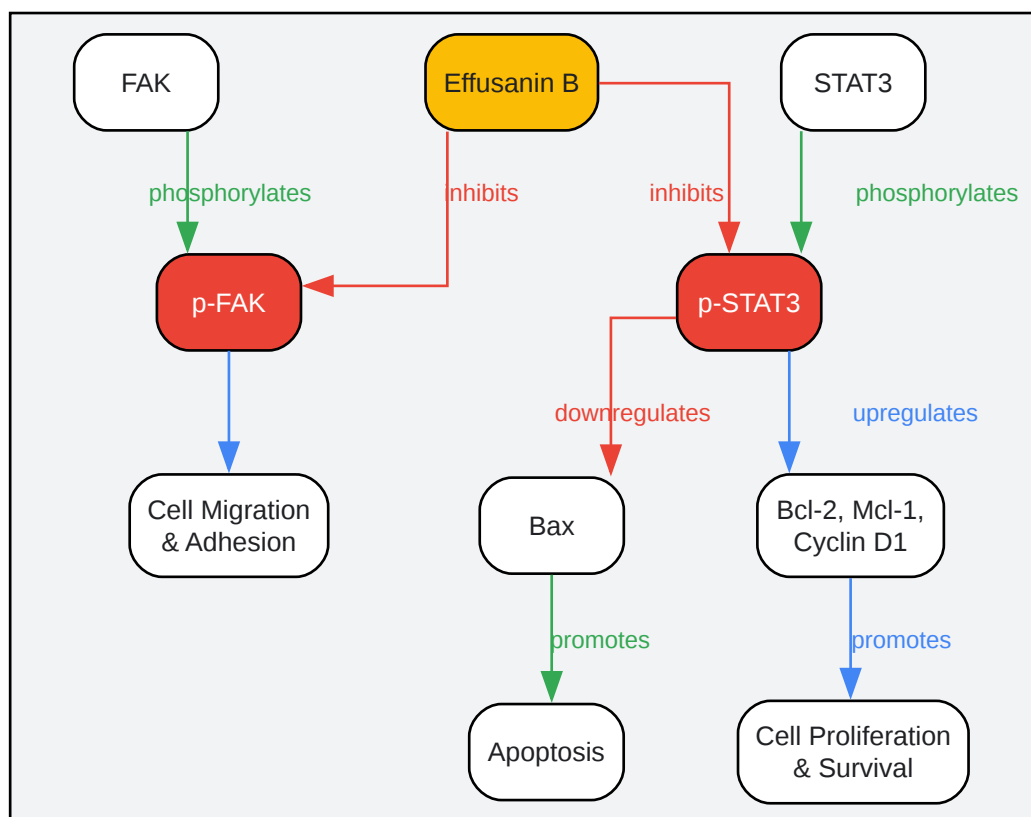 FAK
Effusanin B
STAT3
phosphorylates
inhibits
inhibits
phosphorylates
p-FAK
p-STAT3
downregulates
upregulates
Cell Migration
& Adhesion
Bax
Bcl-2, Mcl-1,
Cyclin D1
promotes
promotes
Apoptosis
Cell Proliferation
& Survival